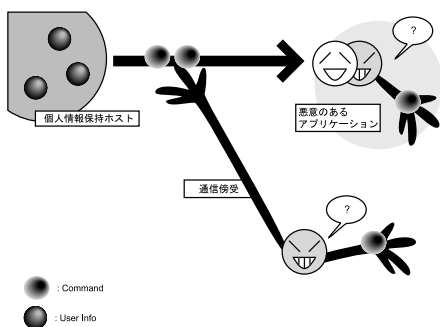 ?
個人情報保持ホスト
悪意のある
アプリケーション
通信傍受
?
: Command
: User Info